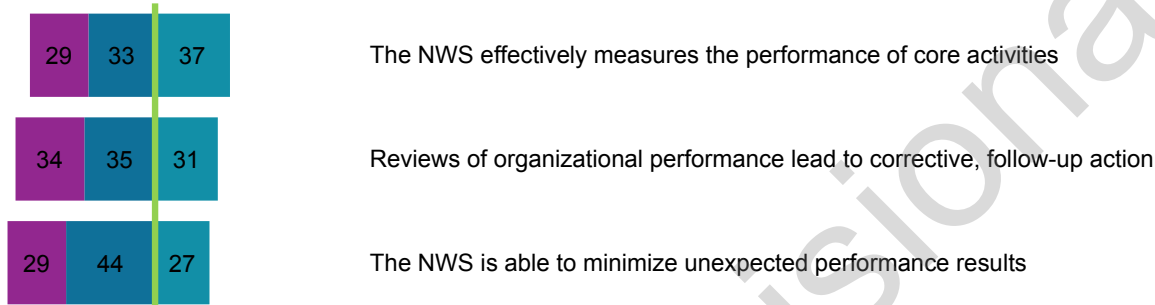 29 33 37 The NWS effectively measures the performance of core activities
34 35 31 Reviews of organizational performance lead to corrective, follow-up action
29 44 27 The NWS is able to minimize unexpected performance results